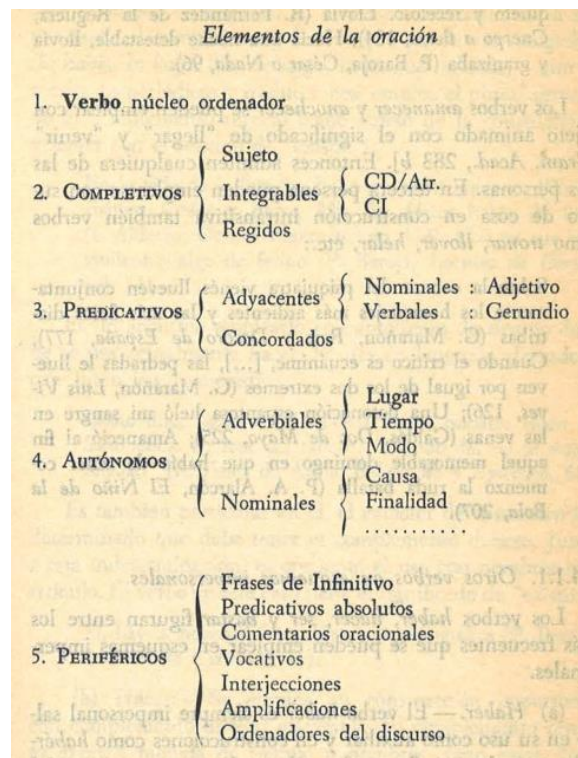 Elementos de la oración
1. Verbo núcleo ordenador
2. COMPLETIVOS
Sujeto
Integrables
CD/Atr.
CI
Regidos
3. PREDICATIVOS
Adyacentes
Nominales : Adjetivo
Verbales : Gerundio
Concordados
4. AUTÓNOMOS
Adverbiales
Lugar
Tiempo
Modo
Nominales
Causa
Finalidad
..........
5. PERIFÉRICOS
Frases de Infinitivo
Predicativos absolutos
Comentarios oracionales
Vocativos
Interjecciones
Amplificaciones
Ordenadores del discurso